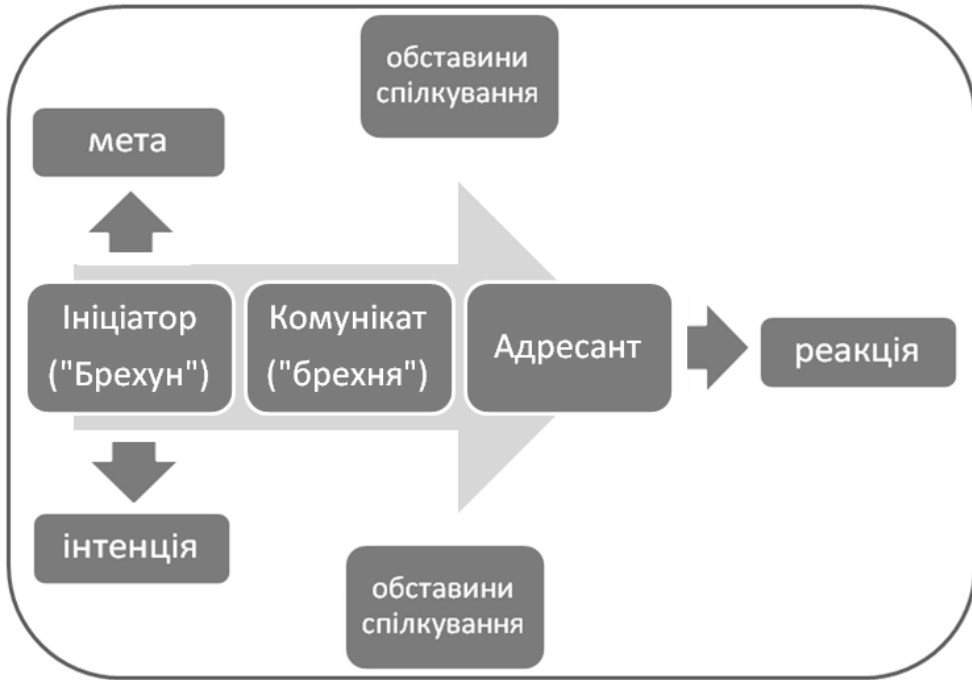 обставини
спілкування
мета
Ініціатор
("Брехун")
Комунікат
("брехня")
Адресант
реакція
інтенція
обставини
спілкування